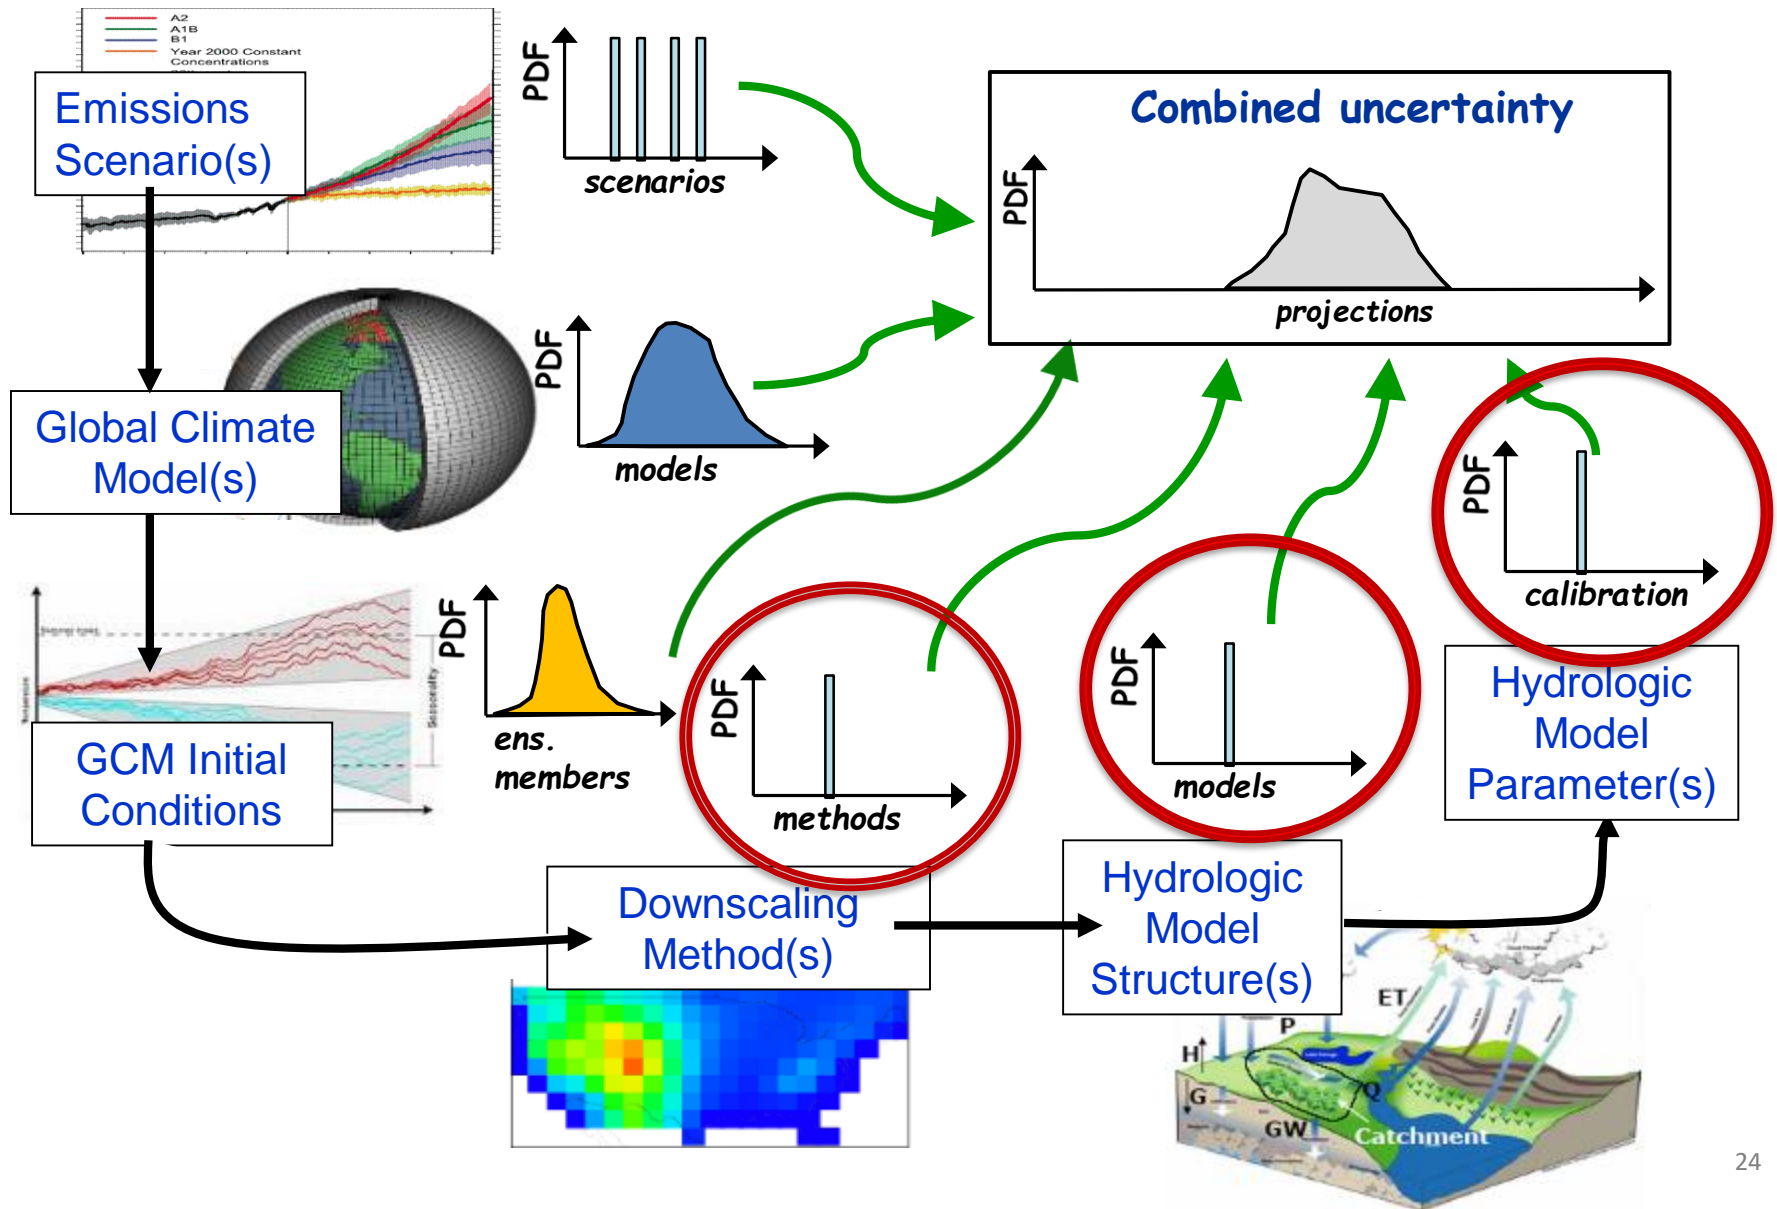 A2
A1B
B1
Year 2000 Constant
Concentrations
Emissions
Scenario(s)
PDF
scenarios
Combined uncertainty
PDF
projections
Global Climate
Model(s)
PDF
models
PDF
calibration
GCM Initial
Conditions
PDF
ens.
members
PDF
methods
PDF
models
Hydrologic
Model
Parameter(s)
Downscaling
Method(s)
Hydrologic
Model
Structure(s)
ET
P
H
G
Q
GW
Catchment
24